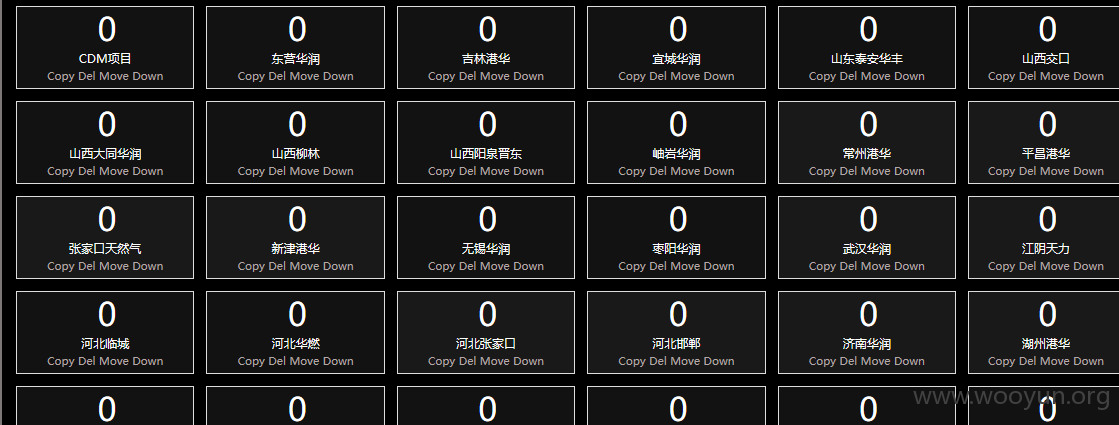 0 0 0 0 0 0
CDM项目 东营华润 吉林港华 宜城华润 山东泰安华丰 山西交口
Copy Del Move Down Copy Del Move Down Copy Del Move Down Copy Del Move Down Copy Del Move Down Copy Del Move Down
0 0 0 0 0 0
山西大同华润 山西柳林 山西阳泉晋东 岫岩华润 常州港华 平昌港华
Copy Del Move Down Copy Del Move Down Copy Del Move Down Copy Del Move Down Copy Del Move Down Copy Del Move Down
0 0 0 0 0 0
张家口天然气 新津港华 无锡华润 枣阳华润 武汉华润 江阴天力
Copy Del Move Down Copy Del Move Down Copy Del Move Down Copy Del Move Down Copy Del Move Down Copy Del Move Down
0 0 0 0 0 0
河北临城 河北华燃 河北张家口 河北邯郸 济南华润 湖州港华
Copy Del Move Down Copy Del Move Down Copy Del Move Down Copy Del Move Down Copy Del Move Down Copy Del Move Down
0 0 0 0 0 0
www.wooyun.org